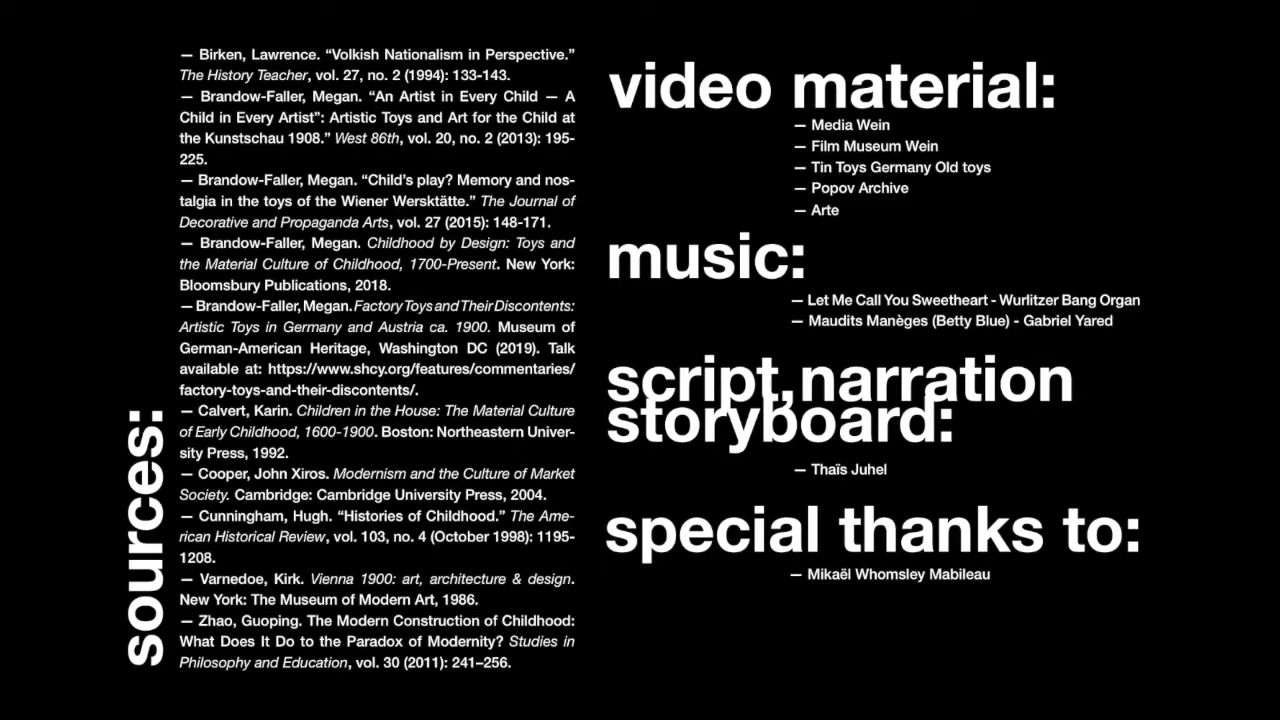 sources:
— Birken, Lawrence. “Volkish Nationalism in Perspective.”
The History Teacher, vol. 27, no. 2 (1994): 133-143.
— Brandow-Faller, Megan. “An Artist in Every Child — A
Child in Every Artist”: Artistic Toys and Art for the Child at
the Kunstschau 1908.” West 86th, vol. 20, no. 2 (2013): 195-
225.
— Brandow-Faller, Megan. “Child’s play? Memory and nos-
talgia in the toys of the Wiener Wersktätte.” The Journal of
Decorative and Propaganda Arts, vol. 27 (2015): 148-171.
— Brandow-Faller, Megan. Childhood by Design: Toys and
the Material Culture of Childhood, 1700-Present. New York:
Bloomsbury Publications, 2018.
— Brandow-Faller, Megan. Factory Toys and Their Discontents:
Artistic Toys in Germany and Austria ca. 1900. Museum of
German-American Heritage, Washington DC (2019). Talk
available at: https://www.shcy.org/features/commentaries/
factory-toys-and-their-discontents/.
— Calvert, Karin. Children in the House: The Material Culture
of Early Childhood, 1600-1900. Boston: Northeastern Univer-
sity Press, 1992.
— Cooper, John Xiros. Modernism and the Culture of Market
Society. Cambridge: Cambridge University Press, 2004.
— Cunningham, Hugh. “Histories of Childhood.” The Ame-
rican Historical Review, vol. 103, no. 4 (October 1998): 1195-
1208.
— Varnedoe, Kirk. Vienna 1900: art, architecture & design.
New York: The Museum of Modern Art, 1986.
— Zhao, Guoping. The Modern Construction of Childhood:
What Does It Do to the Paradox of Modernity? Studies in
Philosophy and Education, vol. 30 (2011): 241–256.
video material:
— Media Wein
— Film Museum Wein
— Tin Toys Germany Old toys
— Popov Archive
— Arte
music:
— Let Me Call You Sweetheart - Wurlitzer Bang Organ
— Maudits Manèges (Betty Blue) - Gabriel Yared
script,narration
storyboard:
— Thaïs Juhel
special thanks to:
— Mikaël Whomsley Mabileau